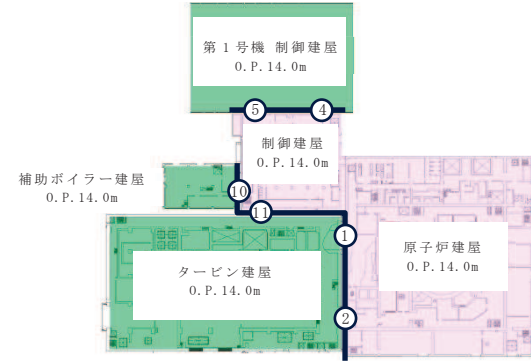 第1号機 制御建屋
O.P.14.0m
⑤
④
制御建屋
O.P.14.0m
補助ボイラー建屋
O.P.14.0m
⑩
⑪
①
原子炉建屋
O.P.14.0m
タービン建屋
O.P.14.0m
②